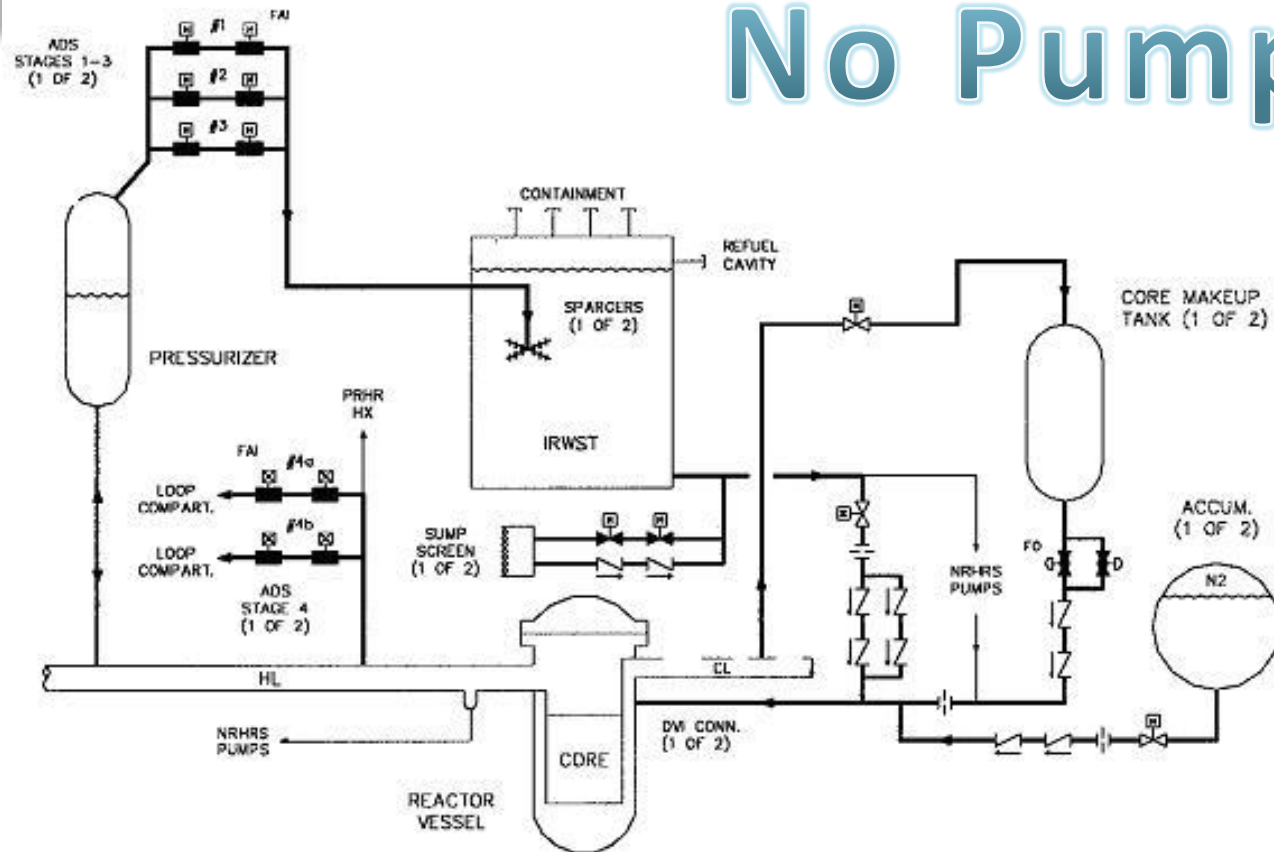 No Pump
ADS
STAGES 1-3
(1 OF 2)
#1
FAI
M M
#2
M M
#3
M M
PRESSURIZER
CONTAINMENT
REFUEL
CAVITY
SPARGERS
(1 OF 2)
IRWST
M
CORE MAKEUP
TANK (1 OF 2)
PRHR
HX
FAI
#4a
LOOP
COMPART.
#4b
LOOP
COMPART.
ADS
STAGE 4
(1 OF 2)
SUMP
SCREEN
(1 OF 2)
M M
M
NRHRS
PUMPS
FO
D
ACCUM.
(1 OF 2)
N2
HL
CL
NRHRS
PUMPS
CORE
DVI CONN.
(1 OF 2)
M
REACTOR
VESSEL